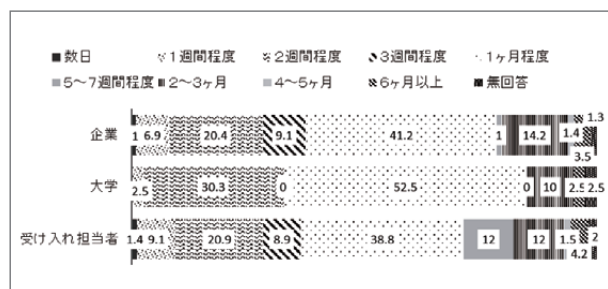 ■数日 1週間程度 2週間程度 3週間程度 1ヶ月程度
5～7週間程度 2～3ヶ月 4～5ヶ月 6ヶ月以上 無回答
企業 1 6.9 20.4 9.1 41.2 1 14.2 1.4 3.5 1.3
大学 2.5 30.3 0 52.5 0 10 2.5 2.5
受け入れ担当者 1.4 9.1 20.9 8.9 38.8 12 12 1.5 4.2 2